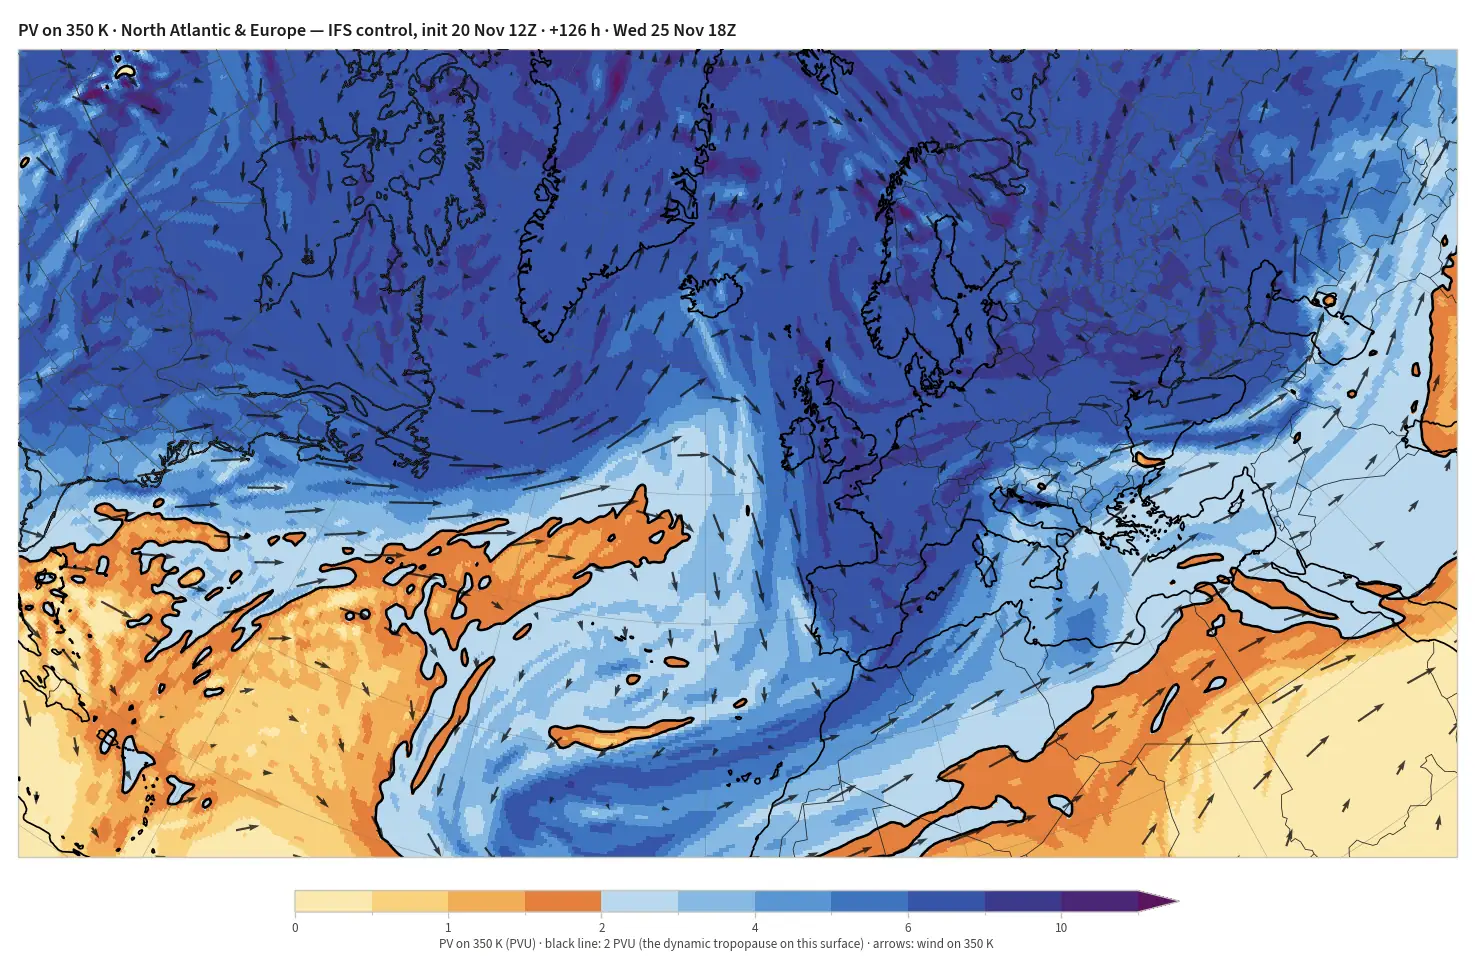 PV on 350 K · North Atlantic & Europe — IFS control, init 20 Nov 12Z · +126 h · Wed 25 Nov 18Z
0 1 2 4 6 10
PV on 350 K (PVU) · black line: 2 PVU (the dynamic tropopause on this surface) · arrows: wind on 350 K